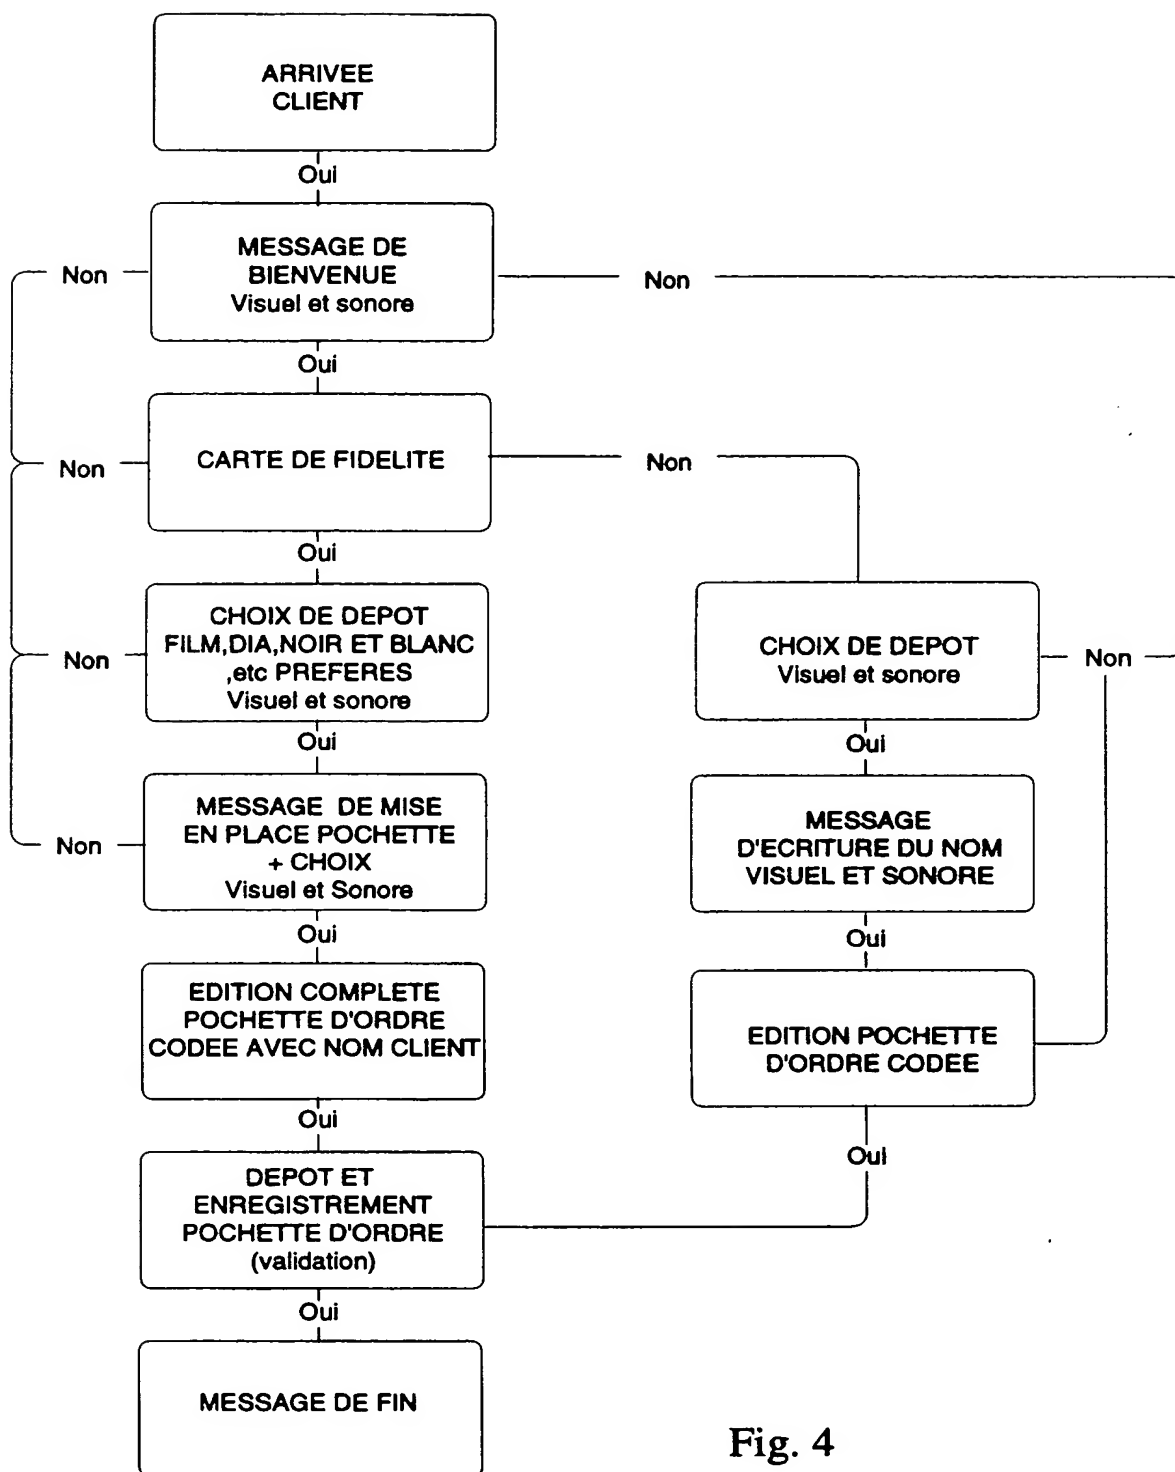 ARRIVEE
CLIENT
Oui
MESSAGE DE
BIENVENUE
Visuel et sonore
Non
Non
Oui
CARTE DE FIDELITE
Non
Non
Oui
CHOIX DE DEPOT
FILM,DIA,NOIR ET BLANC
,etc PREFERES
Visuel et sonore
Non
CHOIX DE DEPOT
Visuel et sonore
Non
Oui
Oui
MESSAGE DE MISE
EN PLACE POCHETTE
+ CHOIX
Visuel et Sonore
Non
MESSAGE
D'ECRITURE DU NOM
VISUEL ET SONORE
Oui
Oui
EDITION COMPLETE
POCHETTE D'ORDRE
CODEE AVEC NOM CLIENT
EDITION POCHETTE
D'ORDRE CODEE
Oui
Oui
DEPOT ET
ENREGISTREMENT
POCHETTE D'ORDRE
(validation)
Oui
MESSAGE DE FIN
Fig. 4